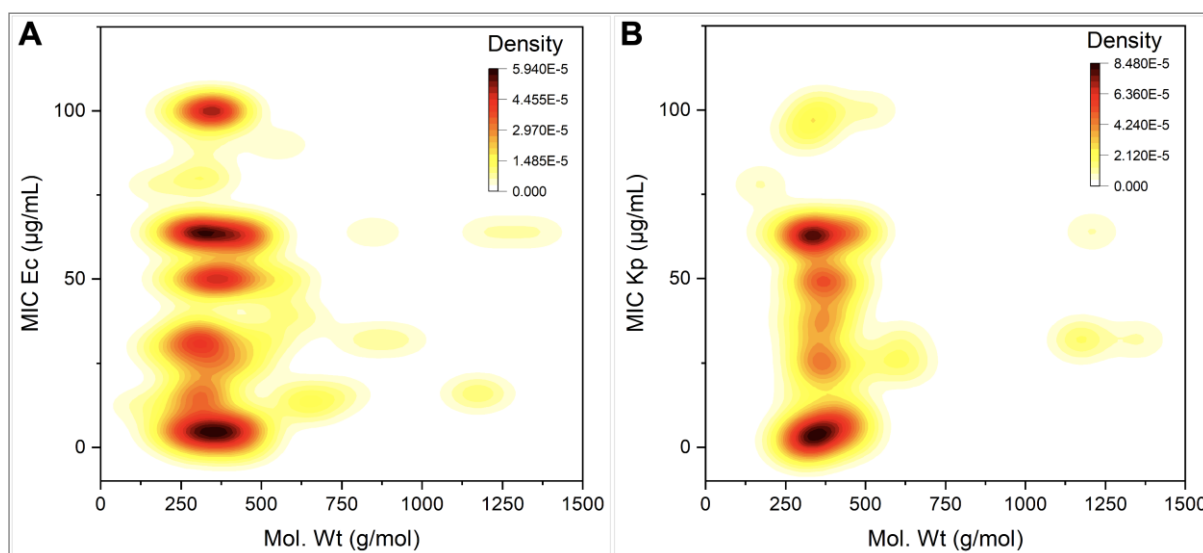 A
Density
5.940E-5
4.455E-5
2.970E-5
1.485E-5
0.000
MIC Ec (µg/mL)
100
50
0
0 250 500 750 1000 1250 1500
Mol. Wt (g/mol)
B
Density
8.480E-5
6.360E-5
4.240E-5
2.120E-5
0.000
MIC Kp (µg/mL)
100
50
0
0 250 500 750 1000 1250 1500
Mol. Wt (g/mol)